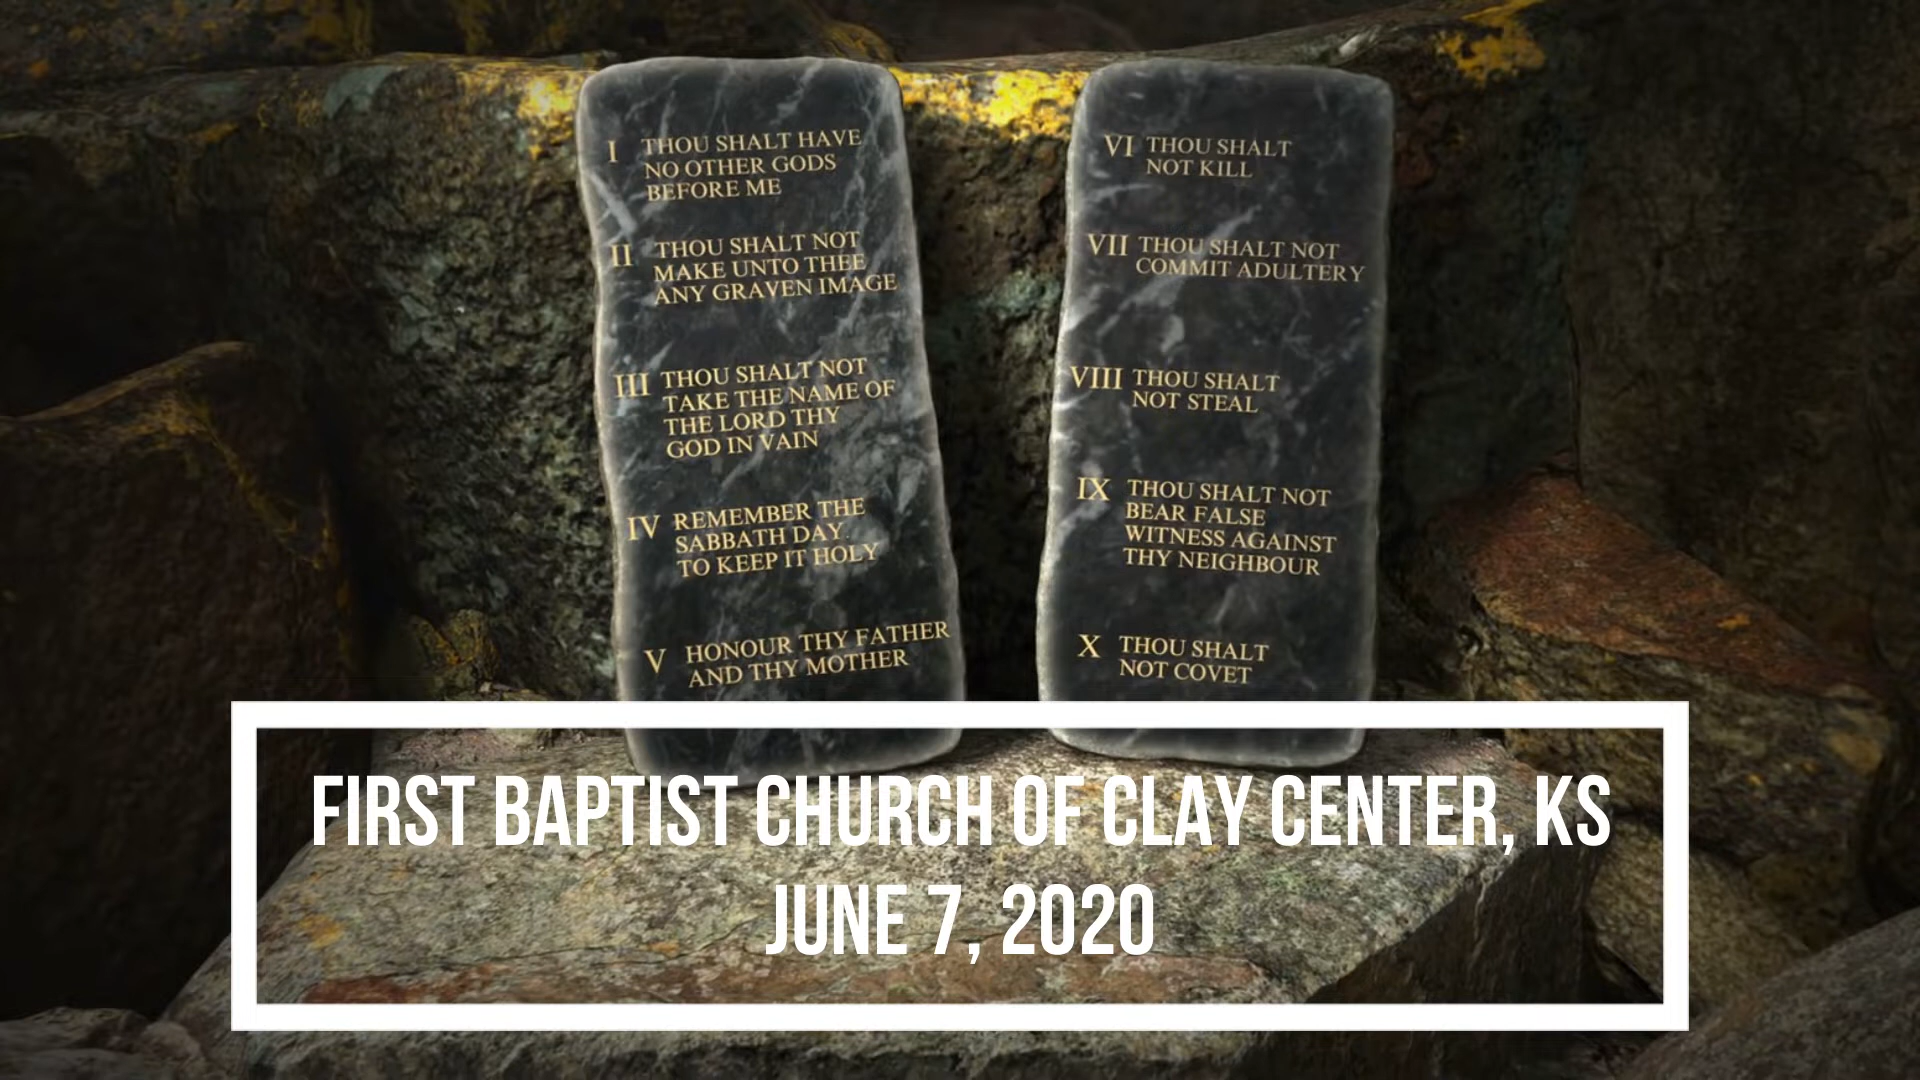 I THOU SHALT HAVE
NO OTHER GODS
BEFORE ME
II THOU SHALT NOT
MAKE UNTO THEE
ANY GRAVEN IMAGE
III THOU SHALT NOT
TAKE THE NAME OF
THE LORD THY
GOD IN VAIN
IV REMEMBER THE
SABBATH DAY.
TO KEEP IT HOLY
V HONOUR THY FATHER
AND THY MOTHER
VI THOU SHALT
NOT KILL
VII THOU SHALT NOT
COMMIT ADULTERY
VIII THOU SHALT
NOT STEAL
IX THOU SHALT NOT
BEAR FALSE
WITNESS AGAINST
THY NEIGHBOUR
X THOU SHALT
NOT COVET
FIRST BAPTIST CHURCH OF CLAY CENTER, KS
JUNE 7, 2020